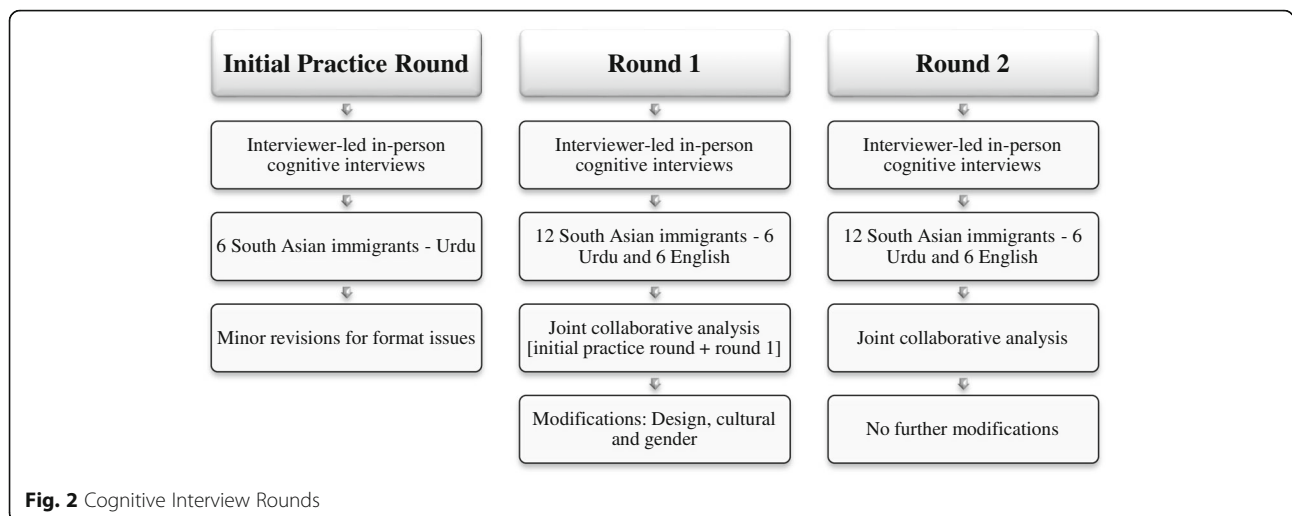 Initial Practice Round
Interviewer-led in-person
cognitive interviews
6 South Asian immigrants - Urdu
Minor revisions for format issues
Round 1
Interviewer-led in-person
cognitive interviews
12 South Asian immigrants - 6
Urdu and 6 English
Joint collaborative analysis
[initial practice round + round 1]
Modifications: Design, cultural
and gender
Round 2
Interviewer-led in-person
cognitive interviews
12 South Asian immigrants - 6
Urdu and 6 English
Joint collaborative analysis
No further modifications
Fig. 2 Cognitive Interview Rounds